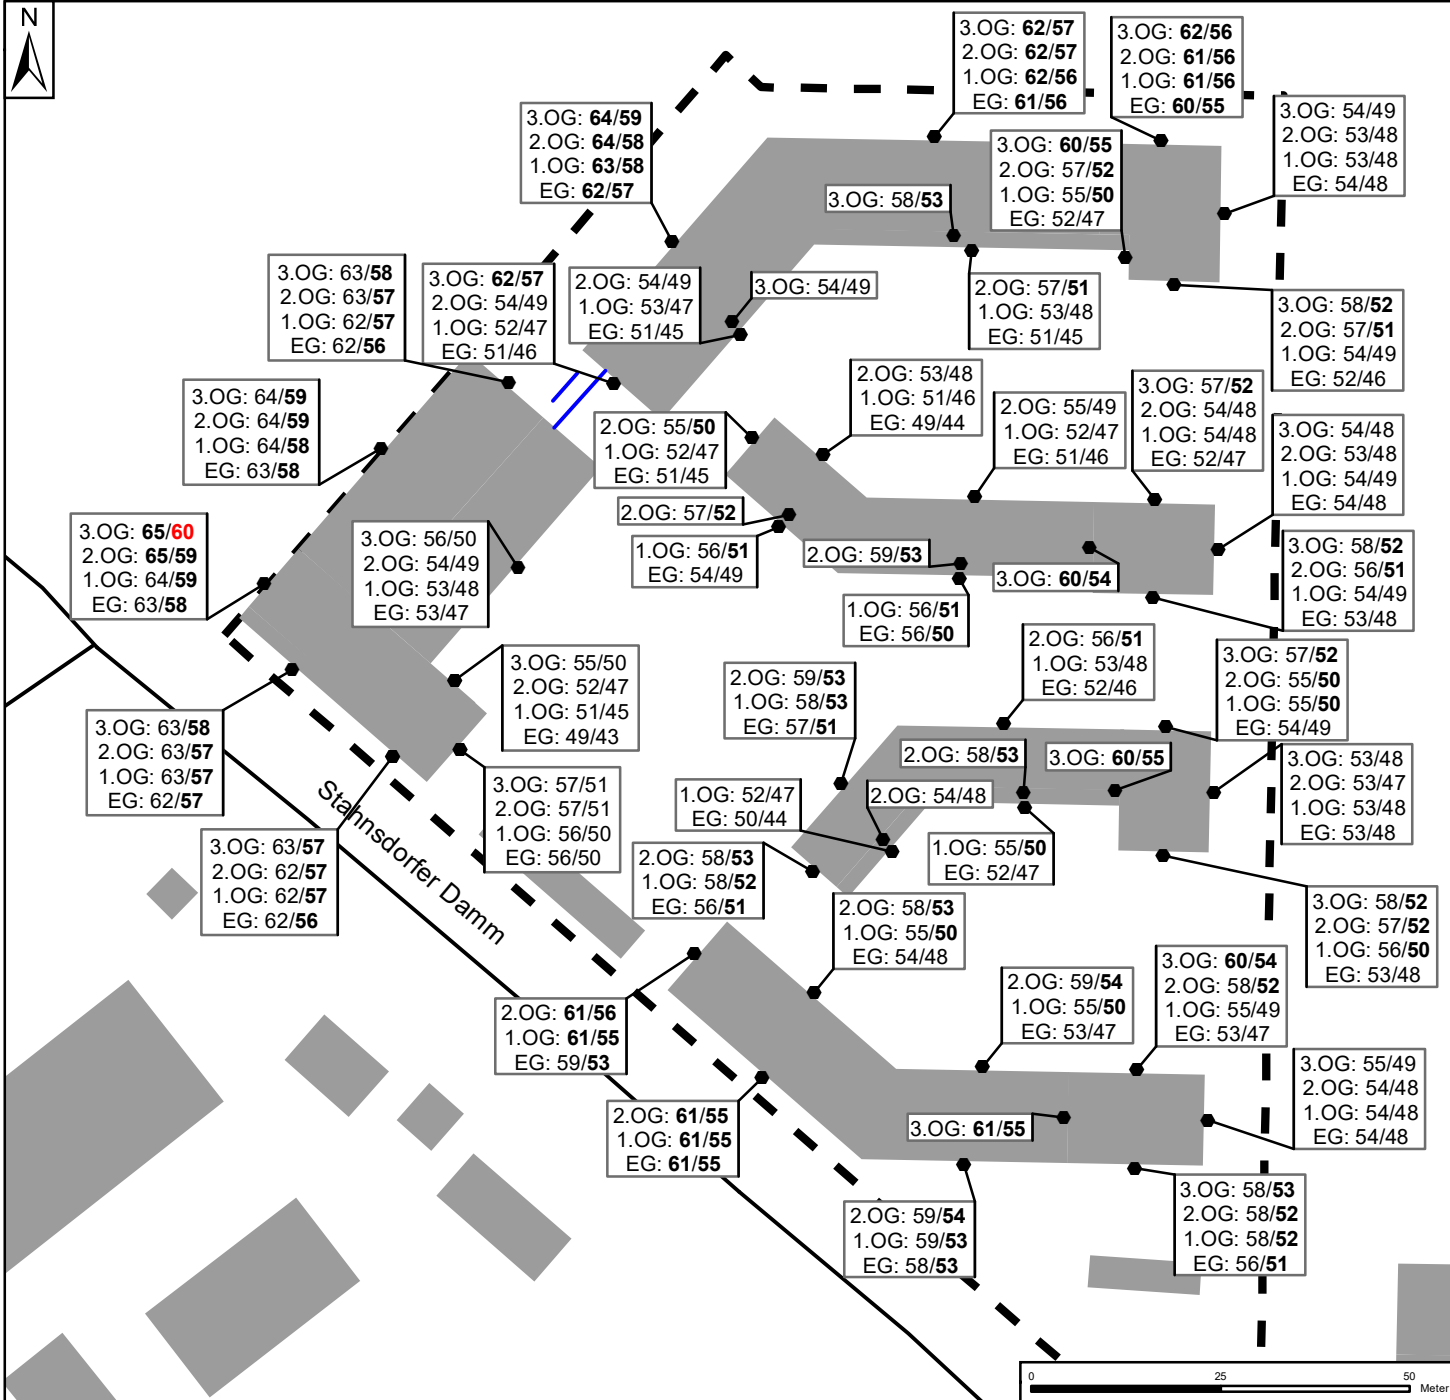 N
3.OG: 62/57
2.OG: 62/57
1.OG: 62/56
EG: 61/56
3.OG: 62/56
2.OG: 61/56
1.OG: 61/56
EG: 60/55
3.OG: 54/49
2.OG: 53/48
1.OG: 53/48
EG: 54/48
3.OG: 64/59
2.OG: 64/58
1.OG: 63/58
EG: 62/57
3.OG: 60/55
2.OG: 57/52
1.OG: 55/50
EG: 52/47
3.OG: 58/53
3.OG: 63/58
2.OG: 63/57
1.OG: 62/57
EG: 62/56
3.OG: 62/57
2.OG: 54/49
1.OG: 52/47
EG: 51/46
2.OG: 54/49
1.OG: 53/47
EG: 51/45
3.OG: 54/49
2.OG: 57/51
1.OG: 53/48
EG: 51/45
3.OG: 58/52
2.OG: 57/51
1.OG: 54/49
EG: 52/46
3.OG: 64/59
2.OG: 64/59
1.OG: 64/58
EG: 63/58
2.OG: 53/48
1.OG: 51/46
EG: 49/44
2.OG: 55/49
1.OG: 52/47
EG: 51/46
3.OG: 57/52
2.OG: 54/48
1.OG: 54/48
EG: 52/47
2.OG: 55/50
1.OG: 52/47
EG: 51/45
3.OG: 54/48
2.OG: 53/48
1.OG: 54/49
EG: 54/48
2.OG: 57/52
3.OG: 65/60
2.OG: 65/59
1.OG: 64/59
EG: 63/58
3.OG: 56/50
2.OG: 54/49
1.OG: 53/48
EG: 53/47
1.OG: 56/51
EG: 54/49
2.OG: 59/53
3.OG: 60/54
3.OG: 58/52
2.OG: 56/51
1.OG: 54/49
EG: 53/48
1.OG: 56/51
EG: 56/50
3.OG: 55/50
2.OG: 52/47
1.OG: 51/45
EG: 49/43
2.OG: 59/53
1.OG: 58/53
EG: 57/51
2.OG: 56/51
1.OG: 53/48
EG: 52/46
3.OG: 57/52
2.OG: 55/50
1.OG: 55/50
EG: 54/49
3.OG: 63/58
2.OG: 63/57
1.OG: 63/57
EG: 62/57
2.OG: 58/53
3.OG: 60/55
3.OG: 53/48
2.OG: 53/47
1.OG: 53/48
EG: 53/48
3.OG: 57/51
2.OG: 57/51
1.OG: 56/50
EG: 56/50
1.OG: 52/47
EG: 50/44
2.OG: 54/48
Stahnsdorfer Damm
3.OG: 63/57
2.OG: 62/57
1.OG: 62/57
EG: 62/56
2.OG: 58/53
1.OG: 58/52
EG: 56/51
1.OG: 55/50
EG: 52/47
2.OG: 58/53
1.OG: 55/50
EG: 54/48
3.OG: 58/52
2.OG: 57/52
1.OG: 56/50
EG: 53/48
2.OG: 61/56
1.OG: 61/55
EG: 59/53
2.OG: 59/54
1.OG: 55/50
EG: 53/47
3.OG: 60/54
2.OG: 58/52
1.OG: 55/49
EG: 53/47
3.OG: 55/49
2.OG: 54/48
1.OG: 54/48
EG: 54/48
2.OG: 61/55
1.OG: 61/55
EG: 61/55
3.OG: 61/55
2.OG: 59/54
1.OG: 59/53
EG: 58/53
3.OG: 58/53
2.OG: 58/52
1.OG: 58/52
EG: 56/51
0 25 50
Meter